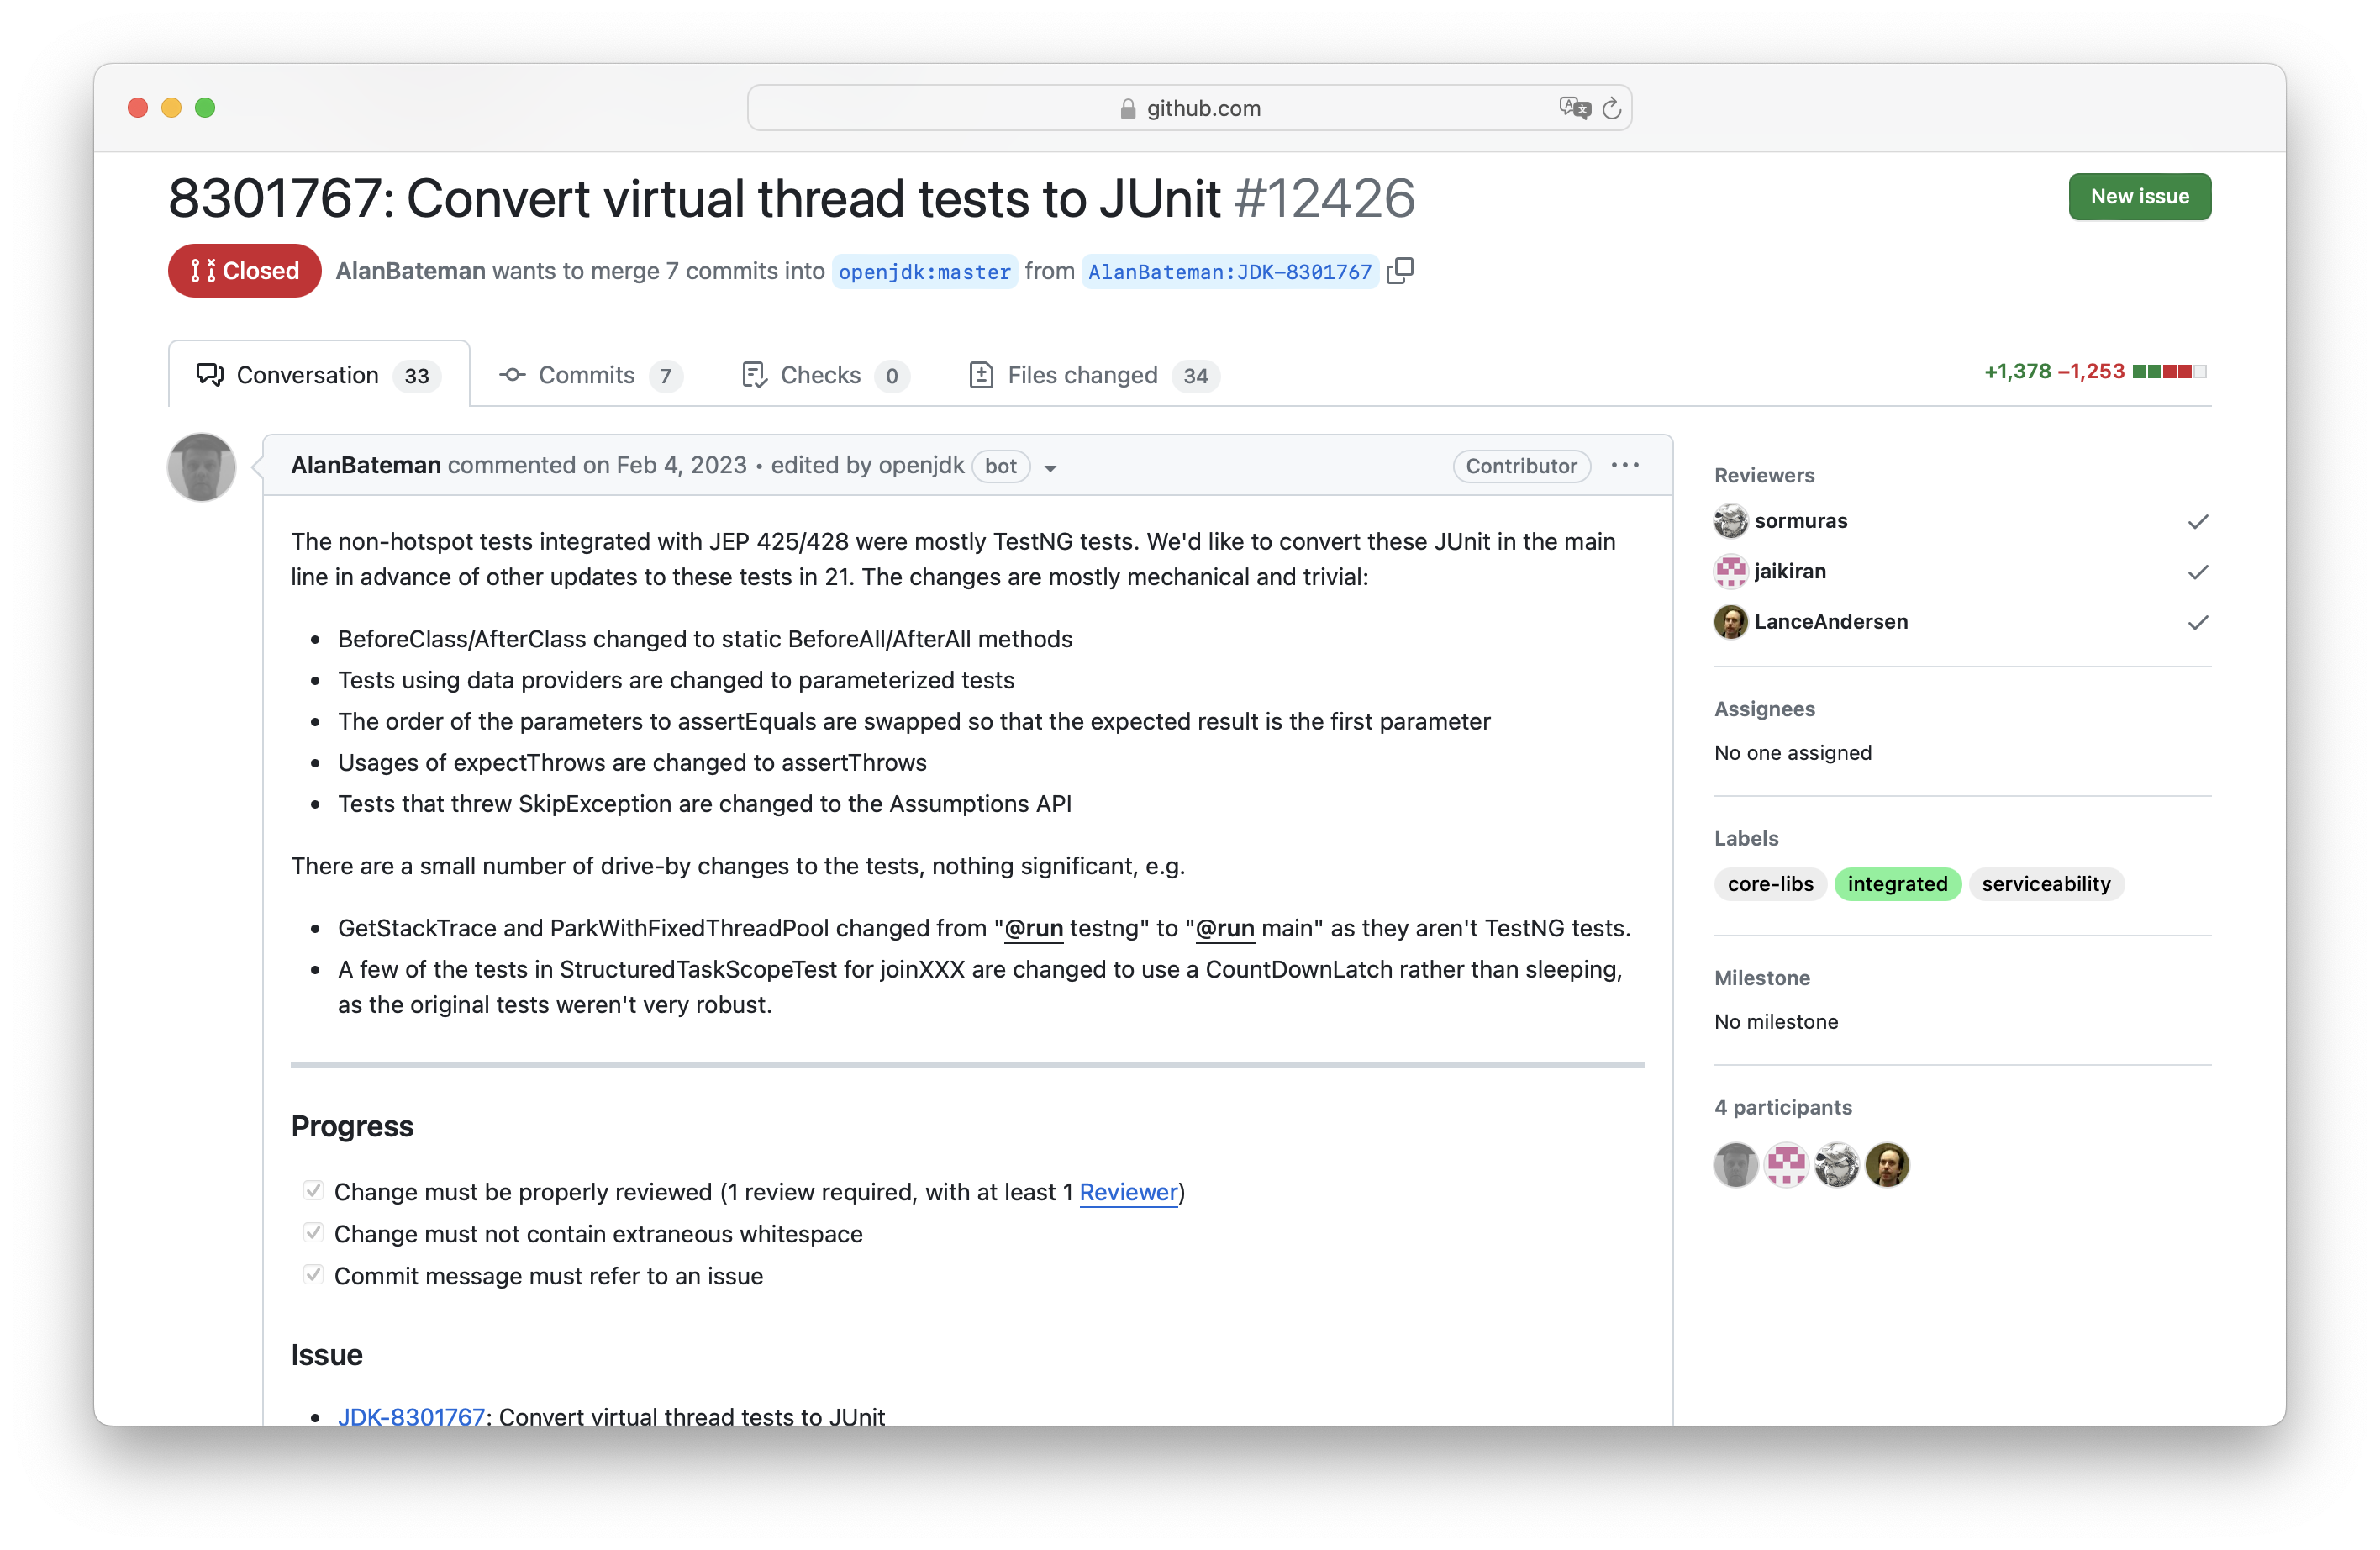 github.com
8301767: Convert virtual thread tests to JUnit #12426
New issue
Closed
AlanBateman wants to merge 7 commits into openjdk:master from AlanBateman:JDK-8301767
Conversation 33
Commits 7
Checks 0
Files changed 34
+1,378 −1,253
AlanBateman commented on Feb 4, 2023 • edited by openjdk bot
Contributor
The non-hotspot tests integrated with JEP 425/428 were mostly TestNG tests. We'd like to convert these JUnit in the main
line in advance of other updates to these tests in 21. The changes are mostly mechanical and trivial:
• BeforeClass/AfterClass changed to static BeforeAll/AfterAll methods
• Tests using data providers are changed to parameterized tests
• The order of the parameters to assertEquals are swapped so that the expected result is the first parameter
• Usages of expectThrows are changed to assertThrows
• Tests that threw SkipException are changed to the Assumptions API
There are a small number of drive-by changes to the tests, nothing significant, e.g.
• GetStackTrace and ParkWithFixedThreadPool changed from "@run testng" to "@run main" as they aren't TestNG tests.
• A few of the tests in StructuredTaskScopeTest for joinXXX are changed to use a CountDownLatch rather than sleeping,
as the original tests weren't very robust.
Progress
Change must be properly reviewed (1 review required, with at least 1 Reviewer)
Change must not contain extraneous whitespace
Commit message must refer to an issue
Issue
• JDK-8301767: Convert virtual thread tests to JUnit
Reviewers
sormuras
jaikiran
LanceAndersen
Assignees
No one assigned
Labels
core-libs integrated serviceability
Milestone
No milestone
4 participants